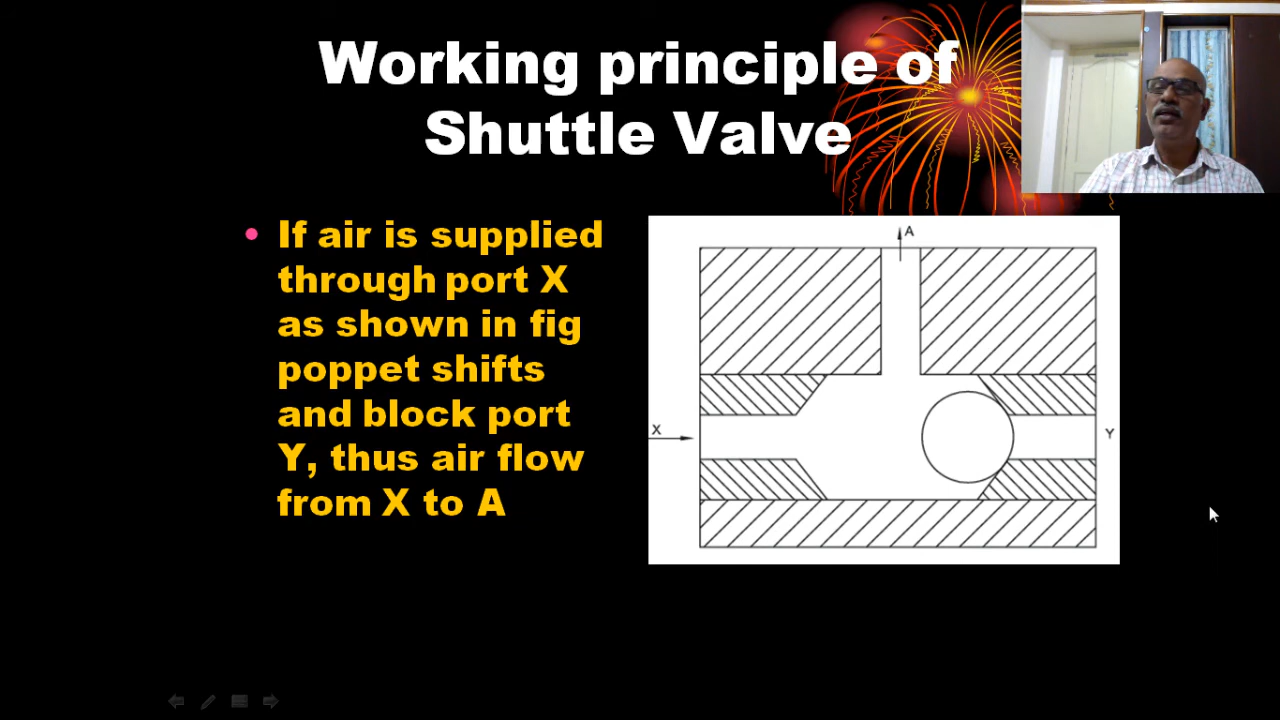 Working principle of
Shuttle Valve
• If air is supplied
through port X
as shown in fig
poppet shifts
and block port
Y, thus air flow
from X to A
A
X
Y